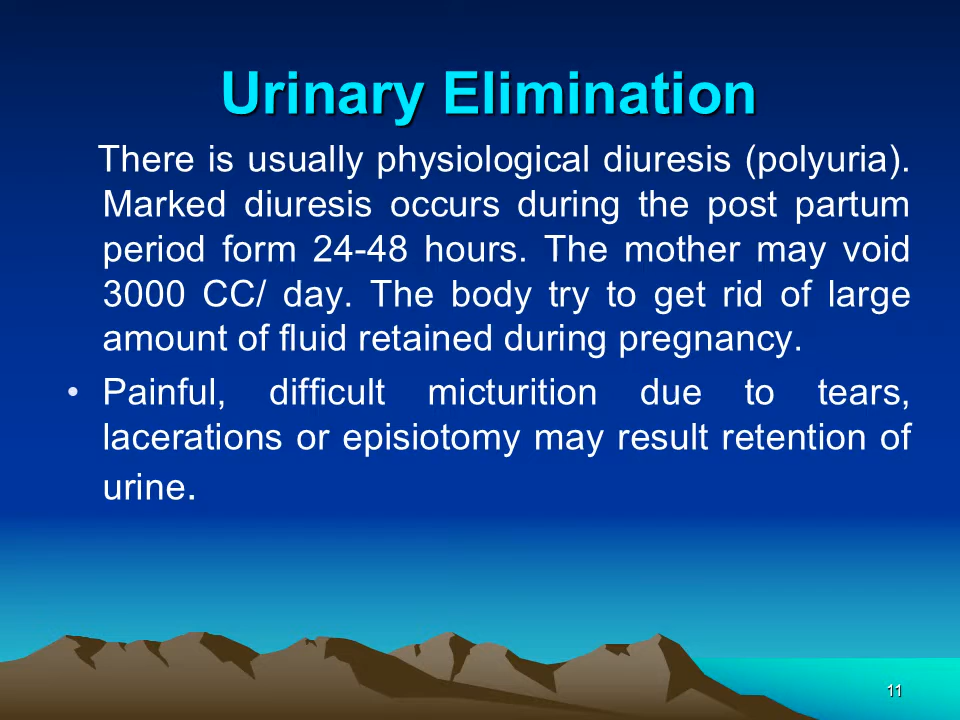 Urinary Elimination
There is usually physiological diuresis (polyuria).
Marked diuresis occurs during the post partum
period form 24-48 hours. The mother may void
3000 CC/ day. The body try to get rid of large
amount of fluid retained during pregnancy.
• Painful, difficult micturition due to tears,
lacerations or episiotomy may result retention of
urine.
11